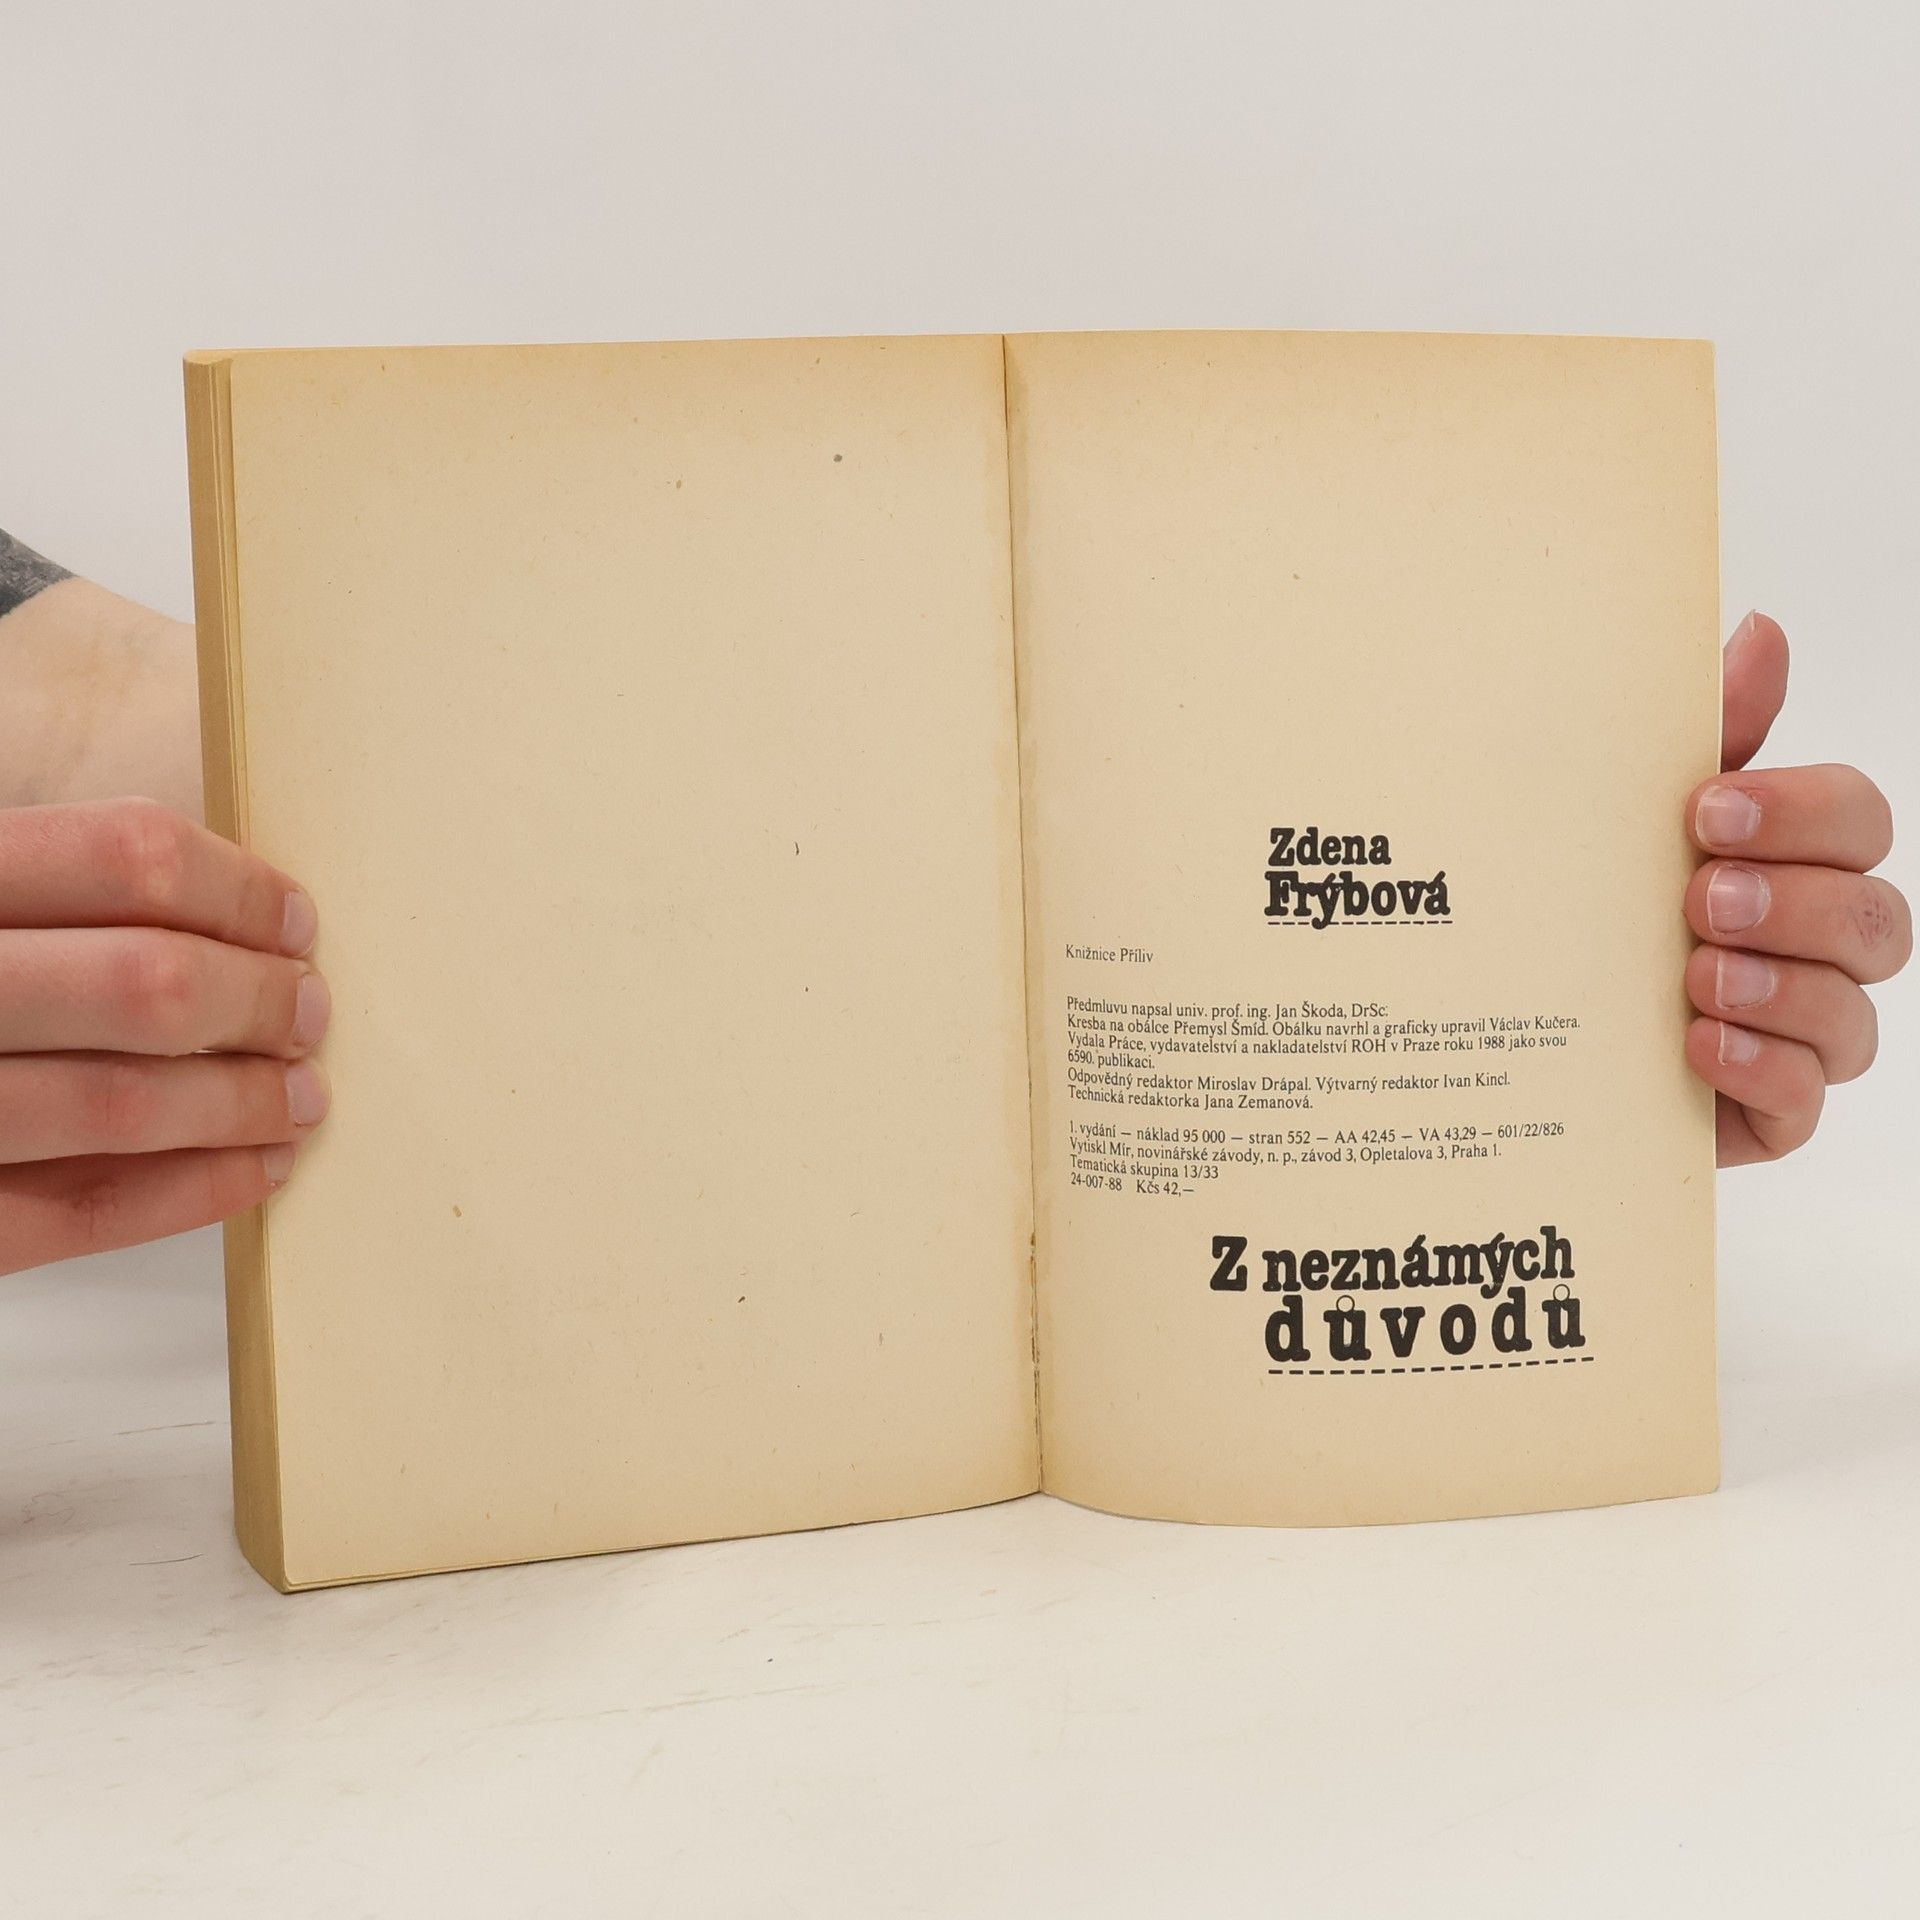 Zdena
Frýbová
Knižnice Příliv
Předmluvu napsal univ. prof. ing. Jan Škoda, DrSc.
Kresba na obálce Přemysl Šmíd. Obálku navrhl a graficky upravil Václav Kučera.
Vydala Práce, vydavatelství a nakladatelství ROH v Praze roku 1988 jako svou
6590. publikaci.
Odpovědný redaktor Miroslav Drápal. Výtvarný redaktor Ivan Kincl.
Technická redaktorka Jana Zemanová.
1. vydání – náklad 95 000 – stran 552 – AA 42,45 – VA 43,29 – 601/22/826
Vytiskl Mír, novinářské závody, n. p., závod 3, Opletalova 3, Praha 1.
Tematická skupina 13/33
24-007-88 Kčs 42,–
Z neznámých
důvodů